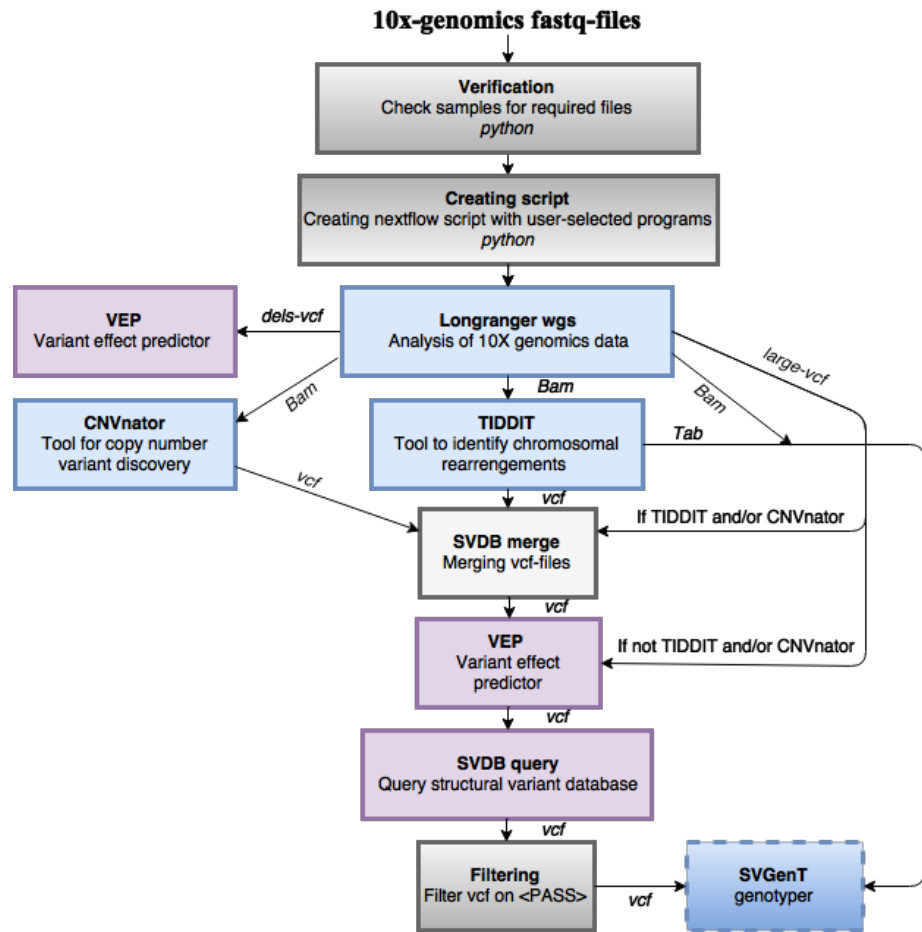 10x-genomics fastq-files
Verification
Check samples for required files
python
Creating script
Creating nextflow script with user-selected programs
python
VEP
Variant effect predictor
dels-vcf
Longranger wgs
Analysis of 10X genomics data
large-vcf
Bam
Bam
Bam
CNVnator
Tool for copy number
variant discovery
TIDDIT
Tool to identify chromosomal
rearrengements
Tab
vcf
vcf
SVDB merge
Merging vcf-files
If TIDDIT and/or CNVnator
vcf
VEP
Variant effect
predictor
If not TIDDIT and/or CNVnator
vcf
SVDB query
Query structural variant database
vcf
Filtering
Filter vcf on <PASS>
vcf
SVGenT
genotyper